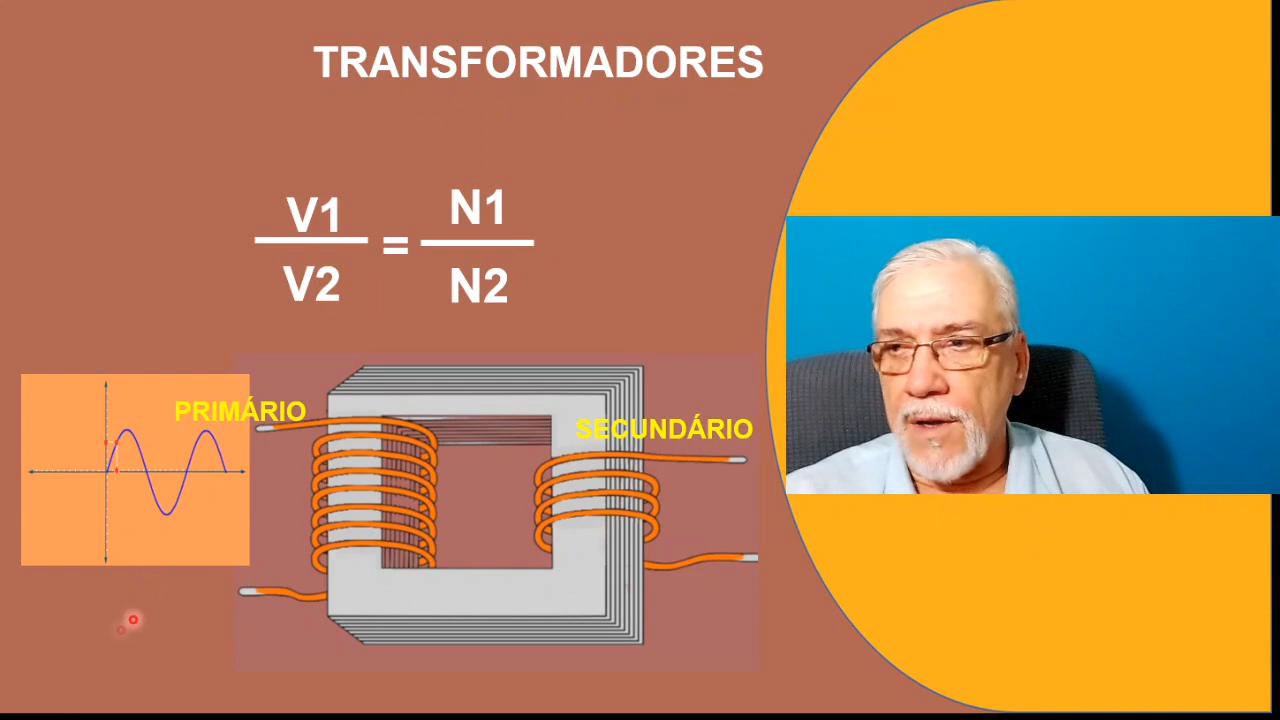 TRANSFORMADORES
V1
V2
=
N1
N2
PRIMÁRIO
SECUNDÁRIO